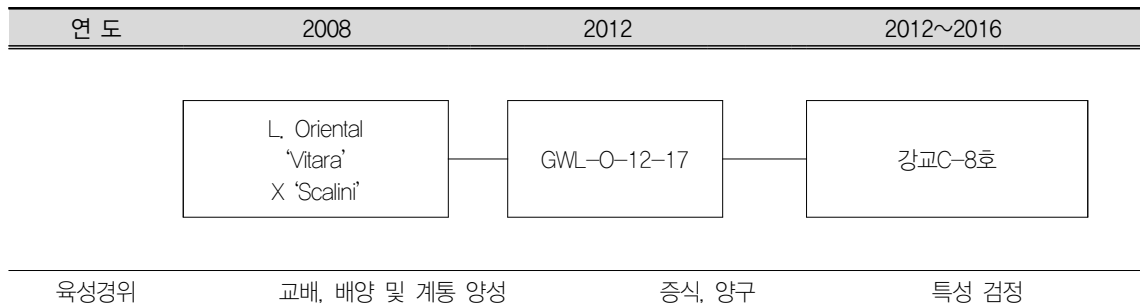 연 도 2008 2012 2012～2016
L. Oriental
‘Vitara’
X ‘Scalini’
GWL-O-12-17
강교C-8호
육성경위 교배, 배양 및 계통 양성 증식, 양구 특성 검정